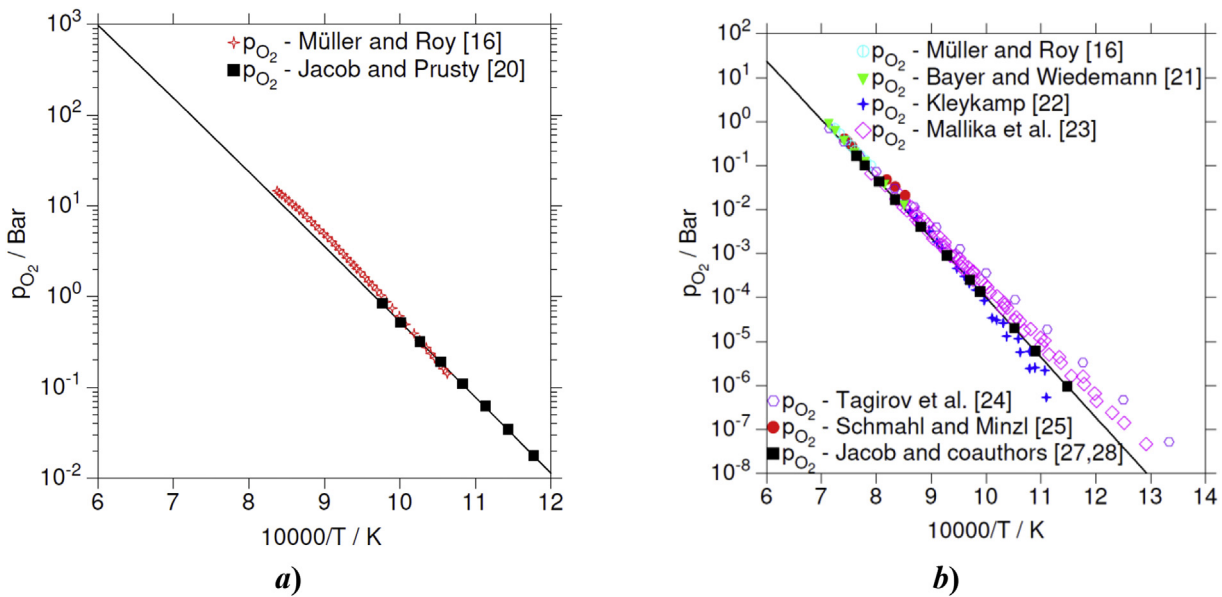 10³
10²
10¹
10⁰
10⁻¹
10⁻²
p_O₂ / Bar
p_O₂ - Müller and Roy [16]
p_O₂ - Jacob and Prusty [20]
6 7 8 9 10 11 12
10000/T / K
a)
10²
10¹
10⁰
10⁻¹
10⁻²
10⁻³
10⁻⁴
10⁻⁵
10⁻⁶
10⁻⁷
10⁻⁸
p_O₂ / Bar
p_O₂ - Müller and Roy [16]
p_O₂ - Bayer and Wiedemann [21]
p_O₂ - Kleykamp [22]
p_O₂ - Mallika et al. [23]
p_O₂ - Tagirov et al. [24]
p_O₂ - Schmahl and Minzl [25]
p_O₂ - Jacob and coauthors [27,28]
6 7 8 9 10 11 12 13 14
10000/T / K
b)